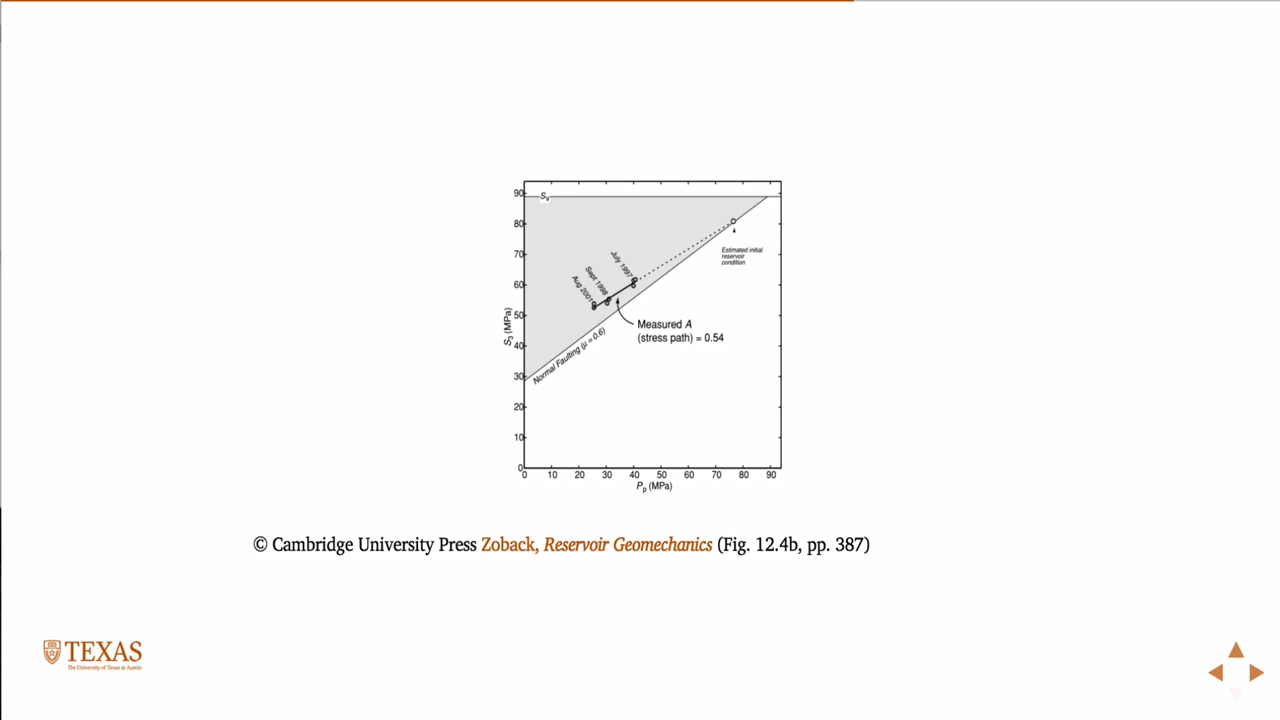 90
80
70
60
50
40
30
20
10
0
S₃ (MPa)
Sᵥ
July 1997
Sept 1998
Aug 2001
Estimated initial
reservoir
condition
Measured A
(stress path) = 0.54
Normal Faulting (μ = 0.6)
0 10 20 30 40 50 60 70 80 90
Pₚ (MPa)
© Cambridge University Press Zoback, Reservoir Geomechanics (Fig. 12.4b, pp. 387)
TEXAS
The University of Texas at Austin